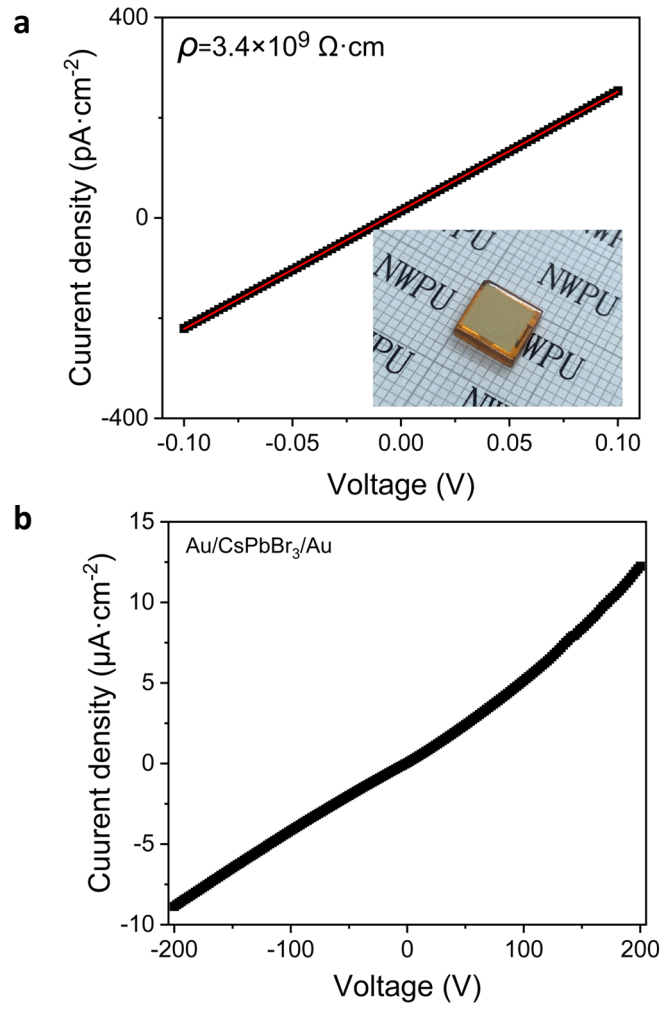 a
400
ρ=3.4×10⁹ Ω·cm
Cuurent density (pA·cm⁻²)
0
-400
NWPU
NWPU
WPU
PU
-0.10
-0.05
0.00
0.05
0.10
Voltage (V)
b
15
Au/CsPbBr₃/Au
10
Cuurent density (µA·cm⁻²)
5
0
-5
-10
-200
-100
0
100
200
Voltage (V)